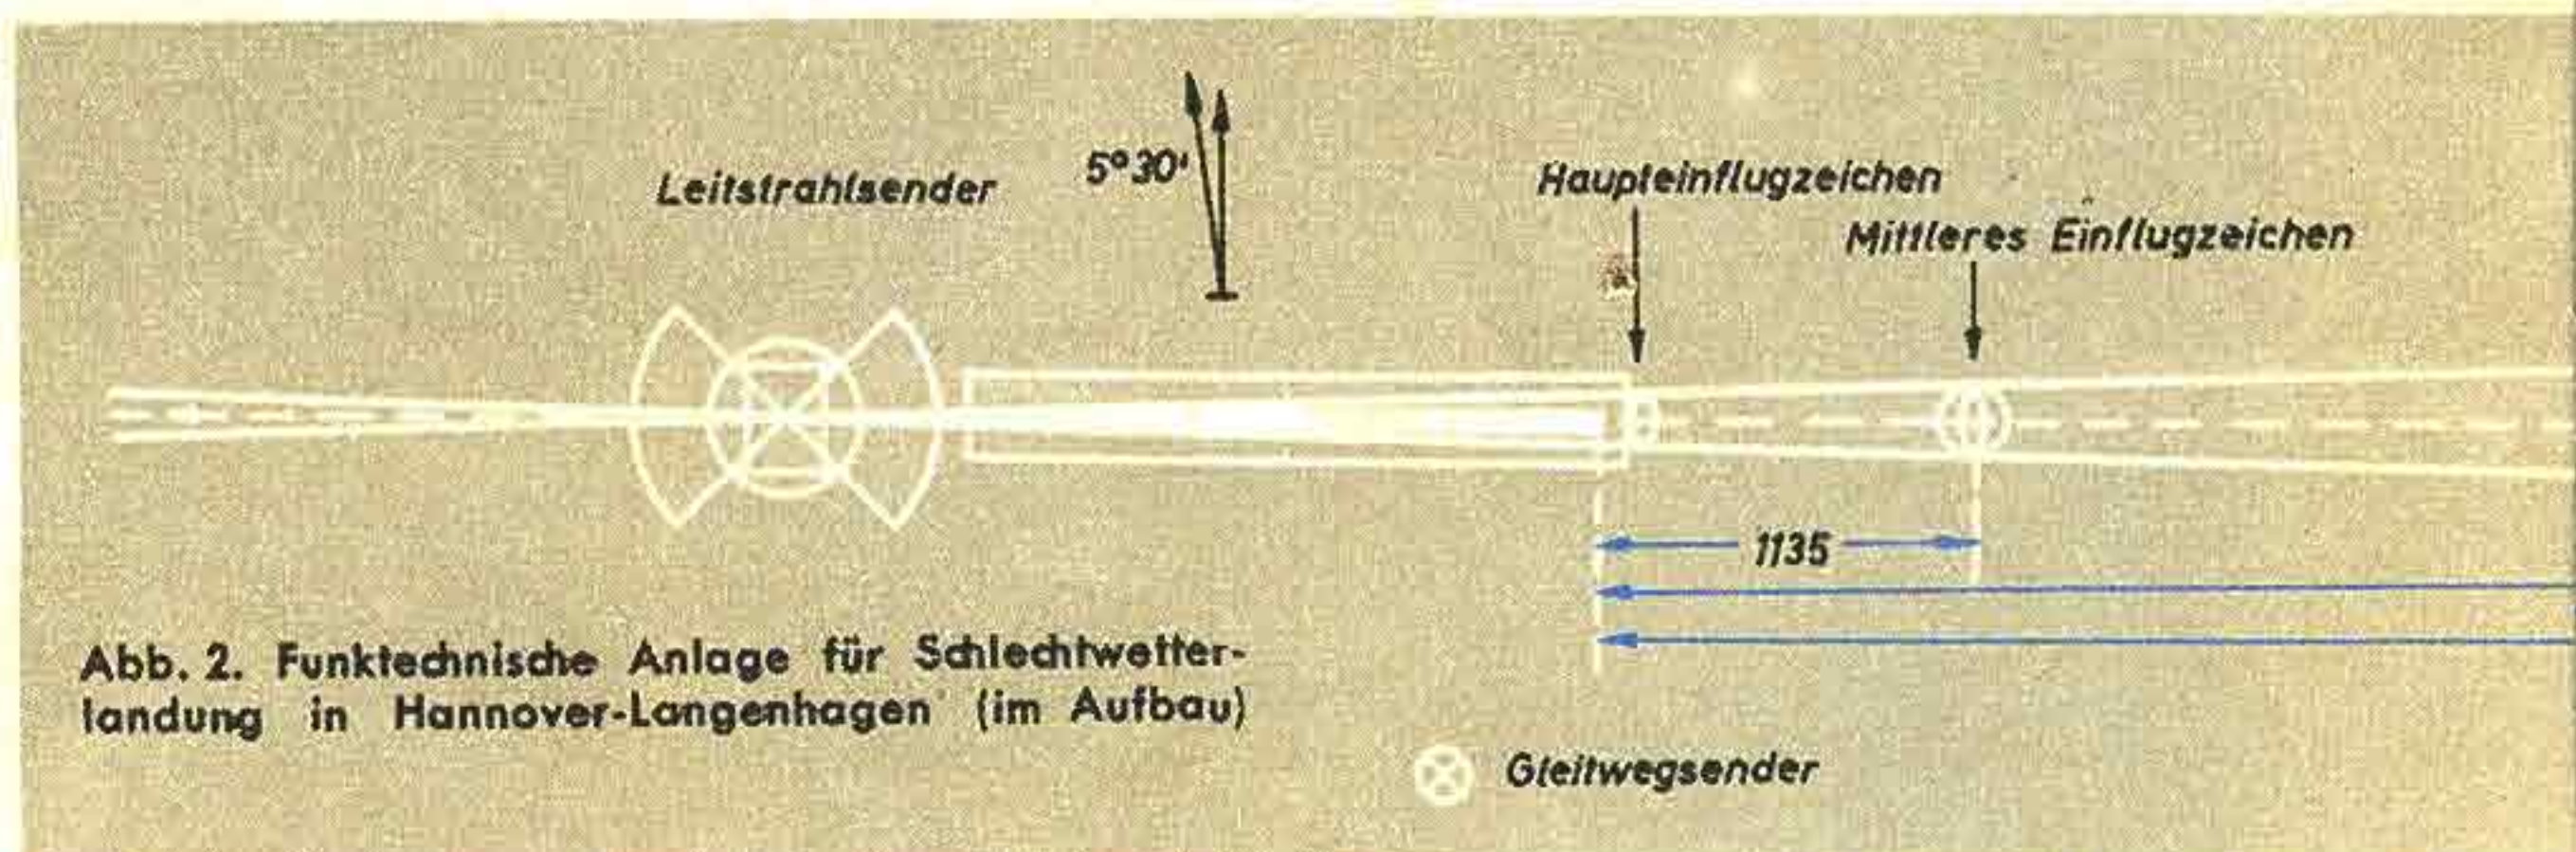 5°30'
Leitstrahlsender
Haupteinflugzeichen
Mittleres Einflugzeichen
1135
Abb. 2. Funktechnische Anlage für Schlechtwetter-
landung in Hannover-Langenhagen (im Aufbau)
Gleitwegsender